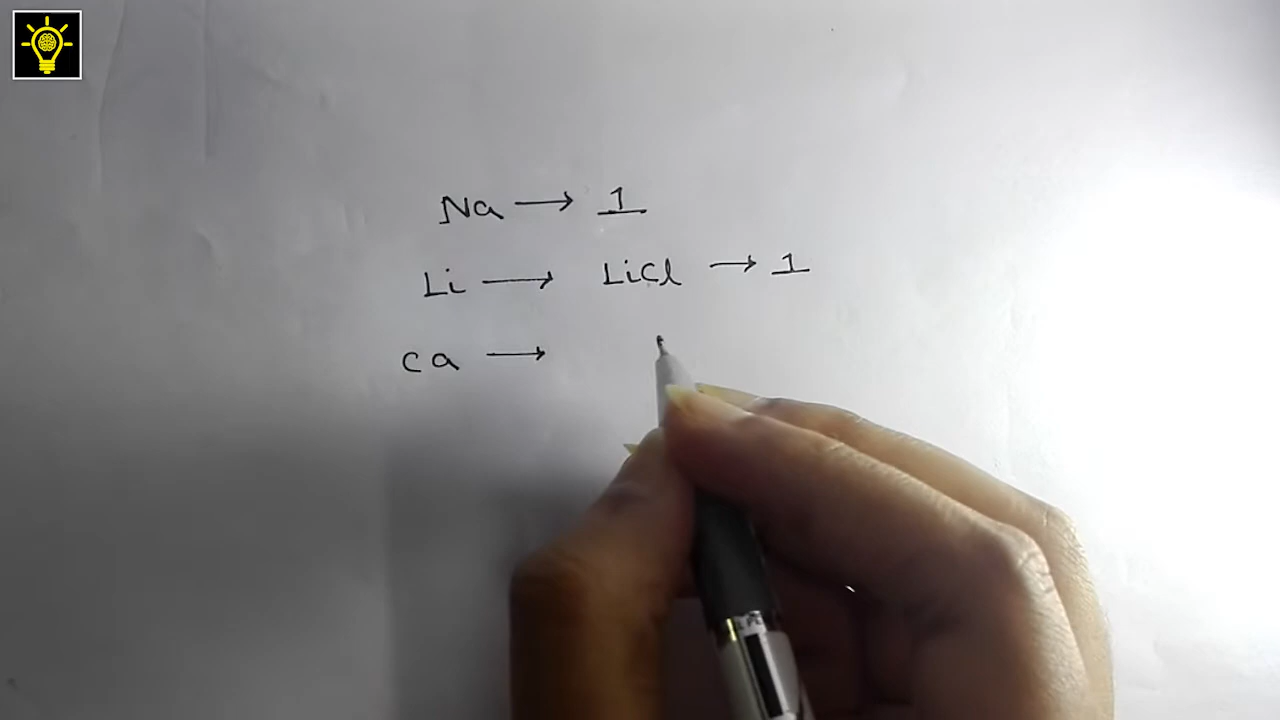 Na → 1
Li → LiCl → 1
ca →